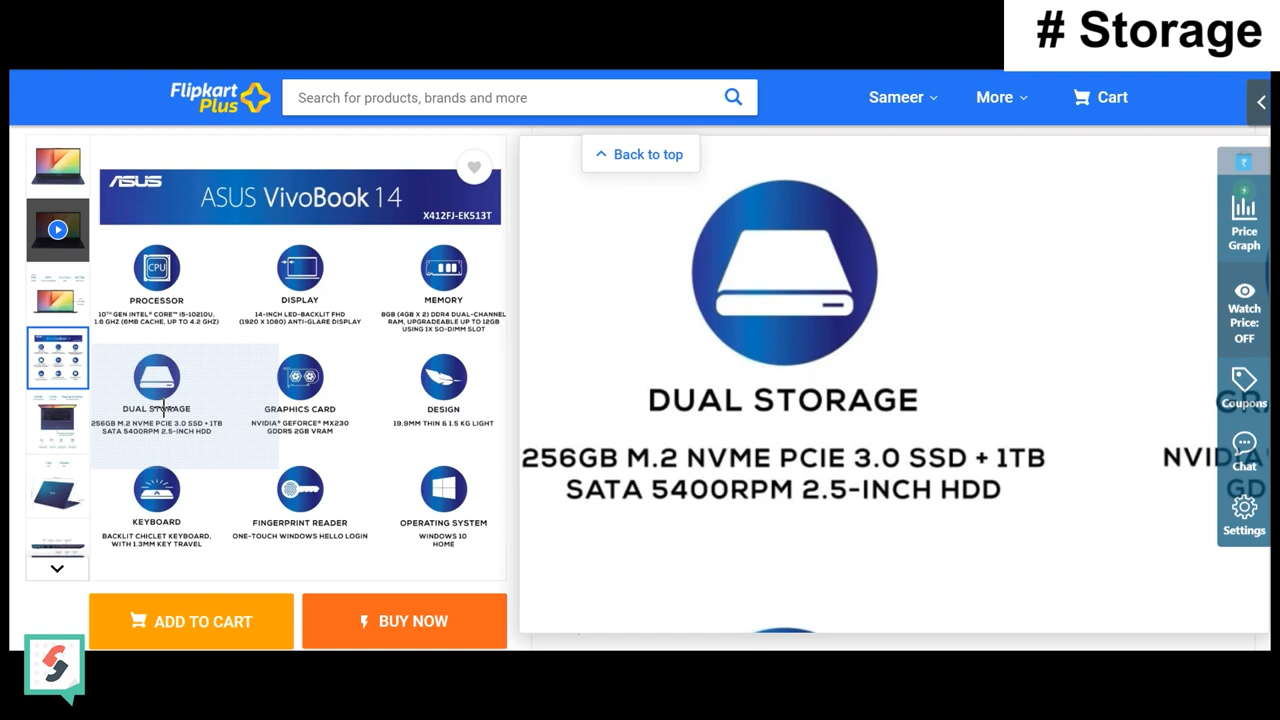 # Storage
Flipkart
Plus
Search for products, brands and more
Sameer
More
Cart
Back to top
ASUS
ASUS VivoBook 14
X412FJ-EK513T
CPU
PROCESSOR
10TH GEN INTEL® CORE™ I5-10210U,
1.6 GHZ (6MB CACHE, UP TO 4.2 GHZ)
DISPLAY
14-INCH LED-BACKLIT FHD
(1920 X 1080) ANTI-GLARE DISPLAY
MEMORY
8GB (4GB X 2) DDR4 DUAL-CHANNEL
RAM, UPGRADEABLE UP TO 12GB
USING 1X SO-DIMM SLOT
DUAL STORAGE
256GB M.2 NVME PCIE 3.0 SSD + 1TB
SATA 5400RPM 2.5-INCH HDD
GRAPHICS CARD
NVIDIA® GEFORCE® MX230
GDDR5 2GB VRAM
DESIGN
19.9MM THIN & 1.5 KG LIGHT
KEYBOARD
BACKLIT CHICLET KEYBOARD,
WITH 1.3MM KEY TRAVEL
FINGERPRINT READER
ONE-TOUCH WINDOWS HELLO LOGIN
OPERATING SYSTEM
WINDOWS 10
HOME
ADD TO CART
BUY NOW
DUAL STORAGE
256GB M.2 NVME PCIE 3.0 SSD + 1TB
SATA 5400RPM 2.5-INCH HDD
NVIDIA
GD
₹
Price
Graph
Watch
Price:
OFF
Coupons
Chat
Settings